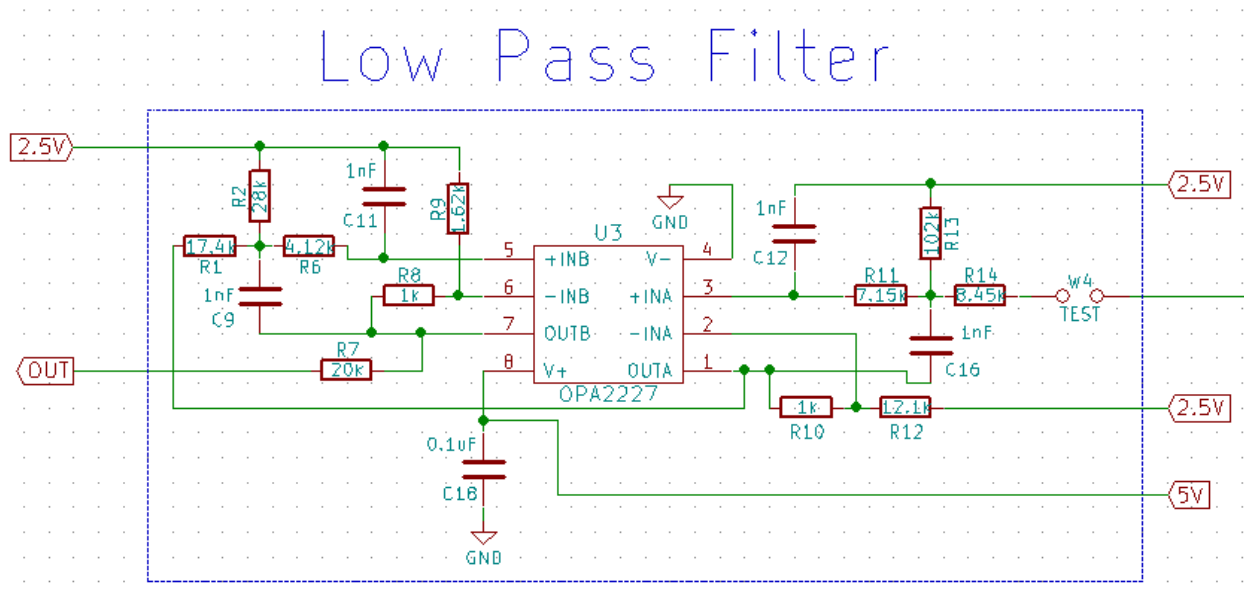 Low Pass Filter
2.5V
R2
28k
1nF
C11
R9
1.62k
17.4k
R1
4.12k
R6
1nF
C9
R8
1k
R7
20k
OUT
U3
5 +INB V- 4
6 -INB +INA 3
7 OUTB -INA 2
8 V+ OUTA 1
OPA2227
GND
0.1uF
C18
GND
1nF
C12
2.5V
102k
R13
R11
7.15k
R14
8.45k
W4
TEST
1nF
C16
1k
R10
12.1k
R12
2.5V
5V